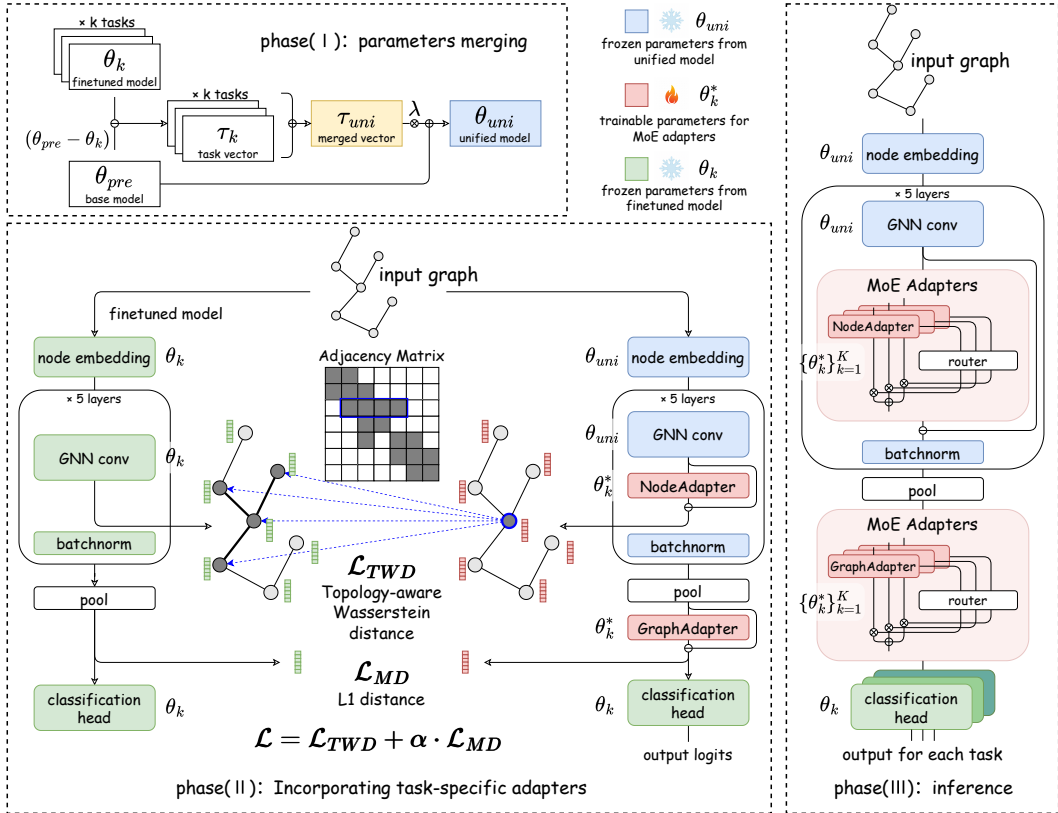 × k tasks
θ_k
finetuned model
(θ_pre − θ_k)
θ_pre
base model
phase( I ): parameters merging
× k tasks
τ_k
task vector
τ_uni
merged vector
λ
θ_uni
unified model
θ_uni
frozen parameters from
unified model
θ*_k
trainable parameters for
MoE adapters
θ_k
frozen parameters from
finetuned model
input graph
finetuned model
node embedding
θ_k
× 5 layers
GNN conv
θ_k
batchnorm
pool
classification
head
θ_k
Adjacency Matrix
𝓛_TWD
Topology-aware
Wasserstein
distance
𝓛_MD
L1 distance
𝓛 = 𝓛_TWD + α · 𝓛_MD
θ_uni
node embedding
× 5 layers
θ_uni
GNN conv
θ*_k
NodeAdapter
batchnorm
pool
θ*_k
GraphAdapter
θ_k
classification
head
output logits
phase( II ): Incorporating task-specific adapters
input graph
θ_uni
node embedding
× 5 layers
θ_uni
GNN conv
MoE Adapters
NodeAdapter
{θ*_k}^K_{k=1}
router
batchnorm
pool
MoE Adapters
GraphAdapter
{θ*_k}^K_{k=1}
router
θ_k
classification
head
output for each task
phase(III): inference